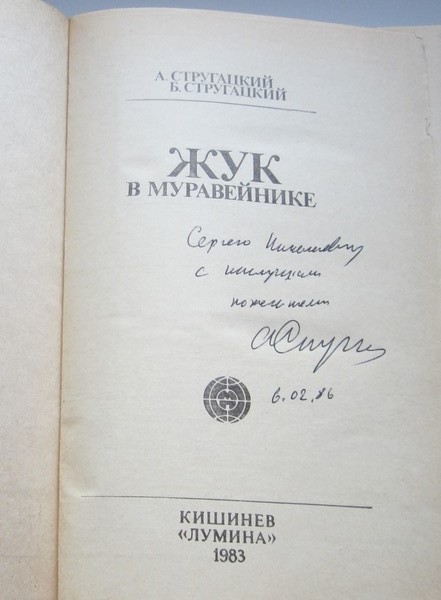 А. СТРУГАЦКИЙ
Б. СТРУГАЦКИЙ
ЖУК
В МУРАВЕЙНИКЕ
Сергею Николаевичу
с наилучшими
пожеланиями
6.02.86
КИШИНЕВ
«ЛУМИНА»
1983